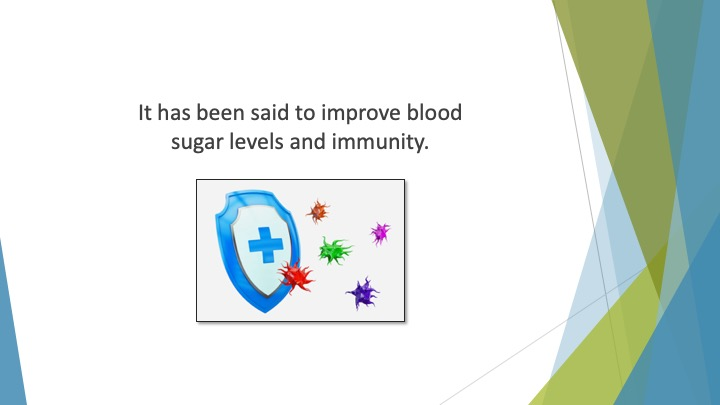 It has been said to improve blood
sugar levels and immunity.